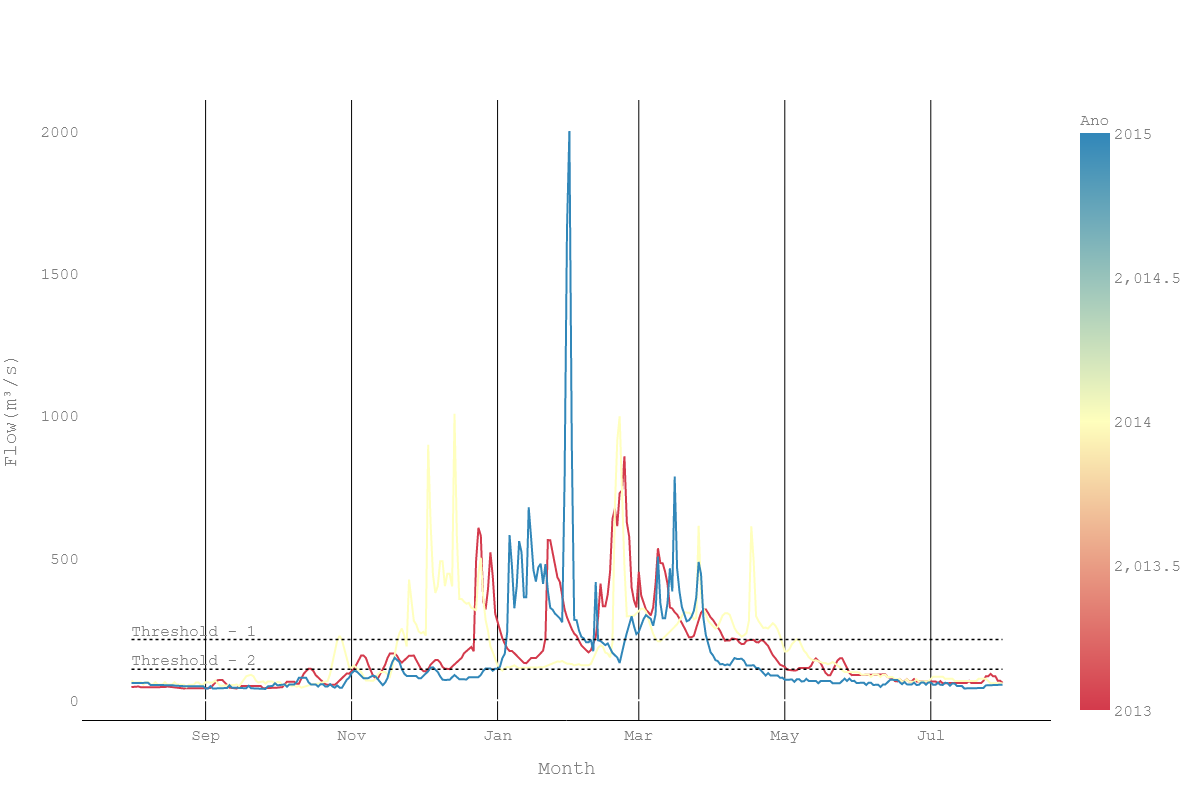 Ano
2000
1500
1000
500
0
Flow(m³/s)
Threshold - 1
Threshold - 2
Sep
Nov
Jan
Mar
May
Jul
Month
2015
2,014.5
2014
2,013.5
2013